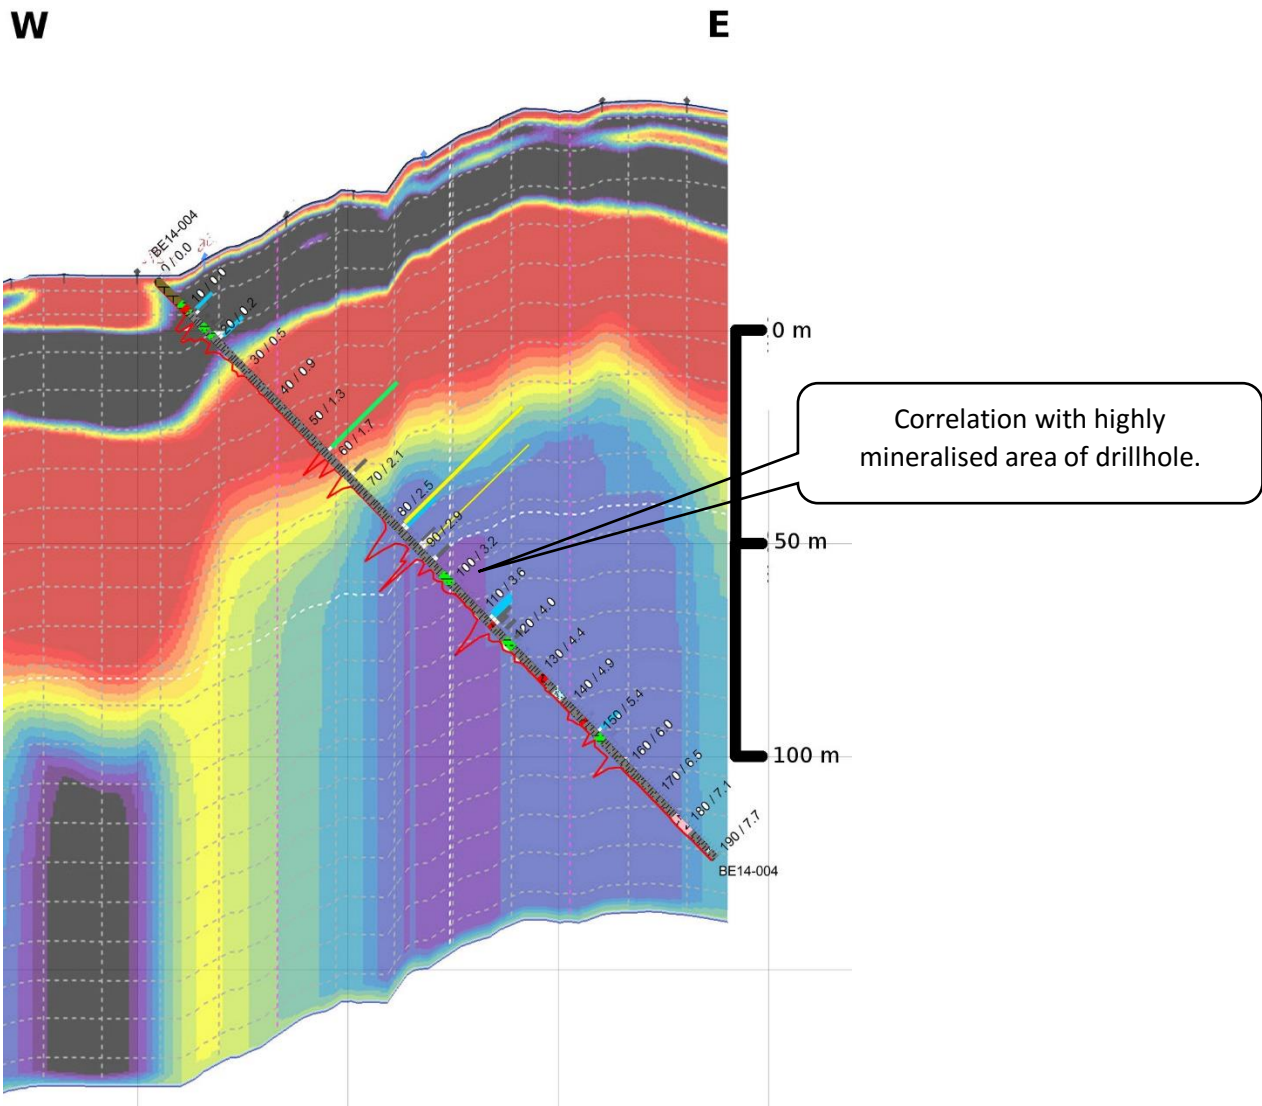 W
E
BE14-004
0 / 0.0
10 / 0.0
20 / 0.2
30 / 0.5
40 / 0.9
50 / 1.3
60 / 1.7
70 / 2.1
80 / 2.5
90 / 2.9
100 / 3.2
110 / 3.6
120 / 4.0
130 / 4.4
140 / 4.9
150 / 5.4
160 / 6.0
170 / 6.5
180 / 7.1
190 / 7.7
BE14-004
0 m
50 m
100 m
Correlation with highly
mineralised area of drillhole.